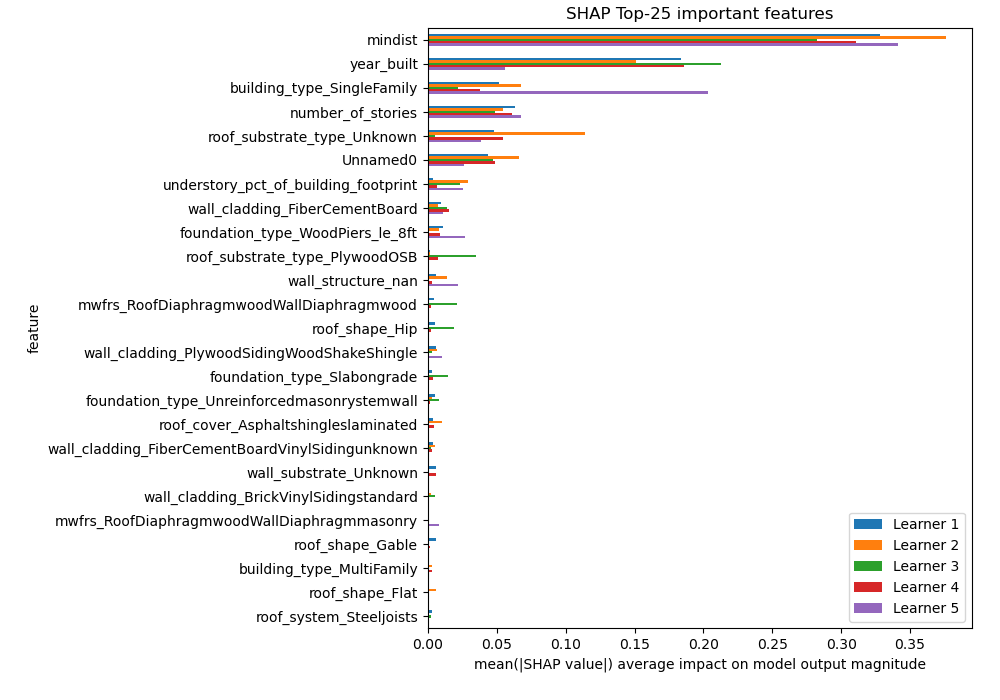 SHAP Top-25 important features
feature
mindist
year_built
building_type_SingleFamily
number_of_stories
roof_substrate_type_Unknown
Unnamed0
understory_pct_of_building_footprint
wall_cladding_FiberCementBoard
foundation_type_WoodPiers_le_8ft
roof_substrate_type_PlywoodOSB
wall_structure_nan
mwfrs_RoofDiaphragmwoodWallDiaphragmwood
roof_shape_Hip
wall_cladding_PlywoodSidingWoodShakeShingle
foundation_type_Slabongrade
foundation_type_Unreinforcedmasonrystemwall
roof_cover_Asphaltshingleslaminated
wall_cladding_FiberCementBoardVinylSidingunknown
wall_substrate_Unknown
wall_cladding_BrickVinylSidingstandard
mwfrs_RoofDiaphragmwoodWallDiaphragmmasonry
roof_shape_Gable
building_type_MultiFamily
roof_shape_Flat
roof_system_Steeljoists
Learner 1
Learner 2
Learner 3
Learner 4
Learner 5
0.00 0.05 0.10 0.15 0.20 0.25 0.30 0.35
mean(|SHAP value|) average impact on model output magnitude